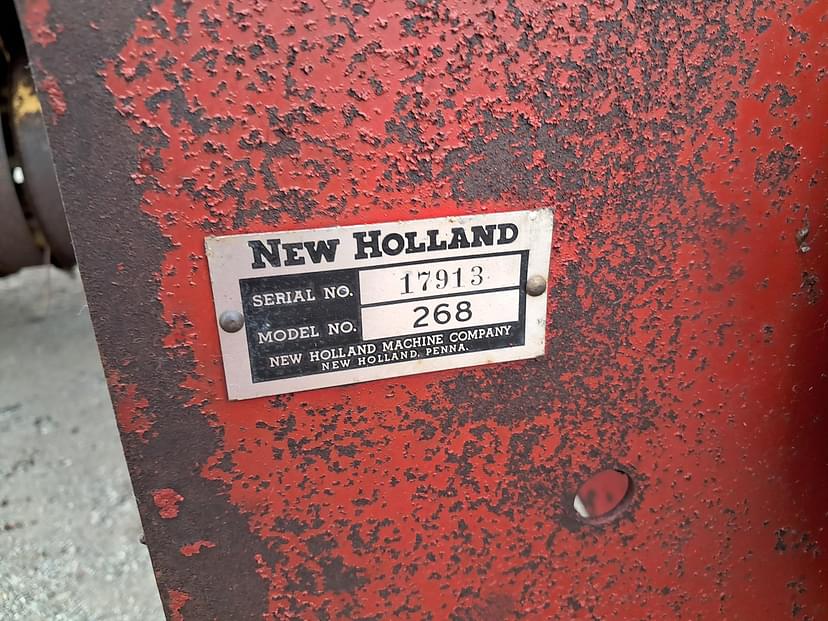 NEW HOLLAND
SERIAL NO. 17913
MODEL NO. 268
NEW HOLLAND MACHINE COMPANY
NEW HOLLAND, PENNA.